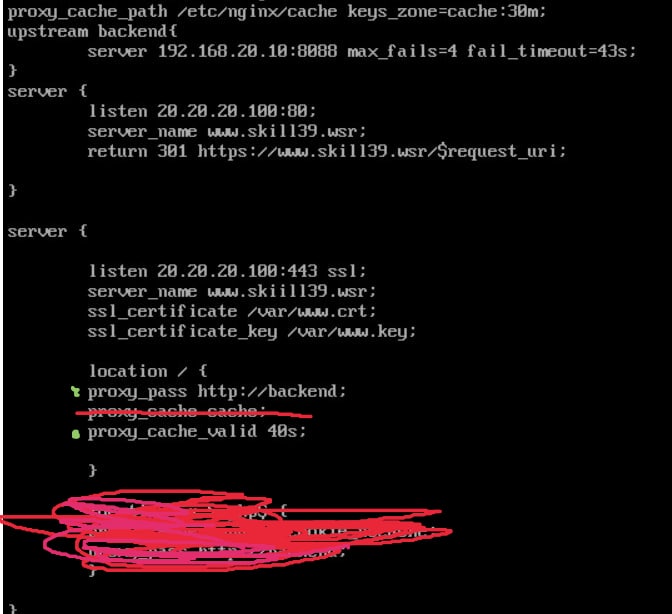 proxy_cache_path /etc/nginx/cache keys_zone=cache:30m;
upstream backend{
server 192.168.20.10:8088 max_fails=4 fail_timeout=43s;
}
server {
listen 20.20.20.100:80;
server_name www.skill39.wsr;
return 301 https://www.skill39.wsr/$request_uri;
}
server {
listen 20.20.20.100:443 ssl;
server_name www.skiill39.wsr;
ssl_certificate /var/www.crt;
ssl_certificate_key /var/www.key;
location / {
proxy_pass http://backend;
proxy_cache cache;
proxy_cache_valid 40s;
}
{
}
}